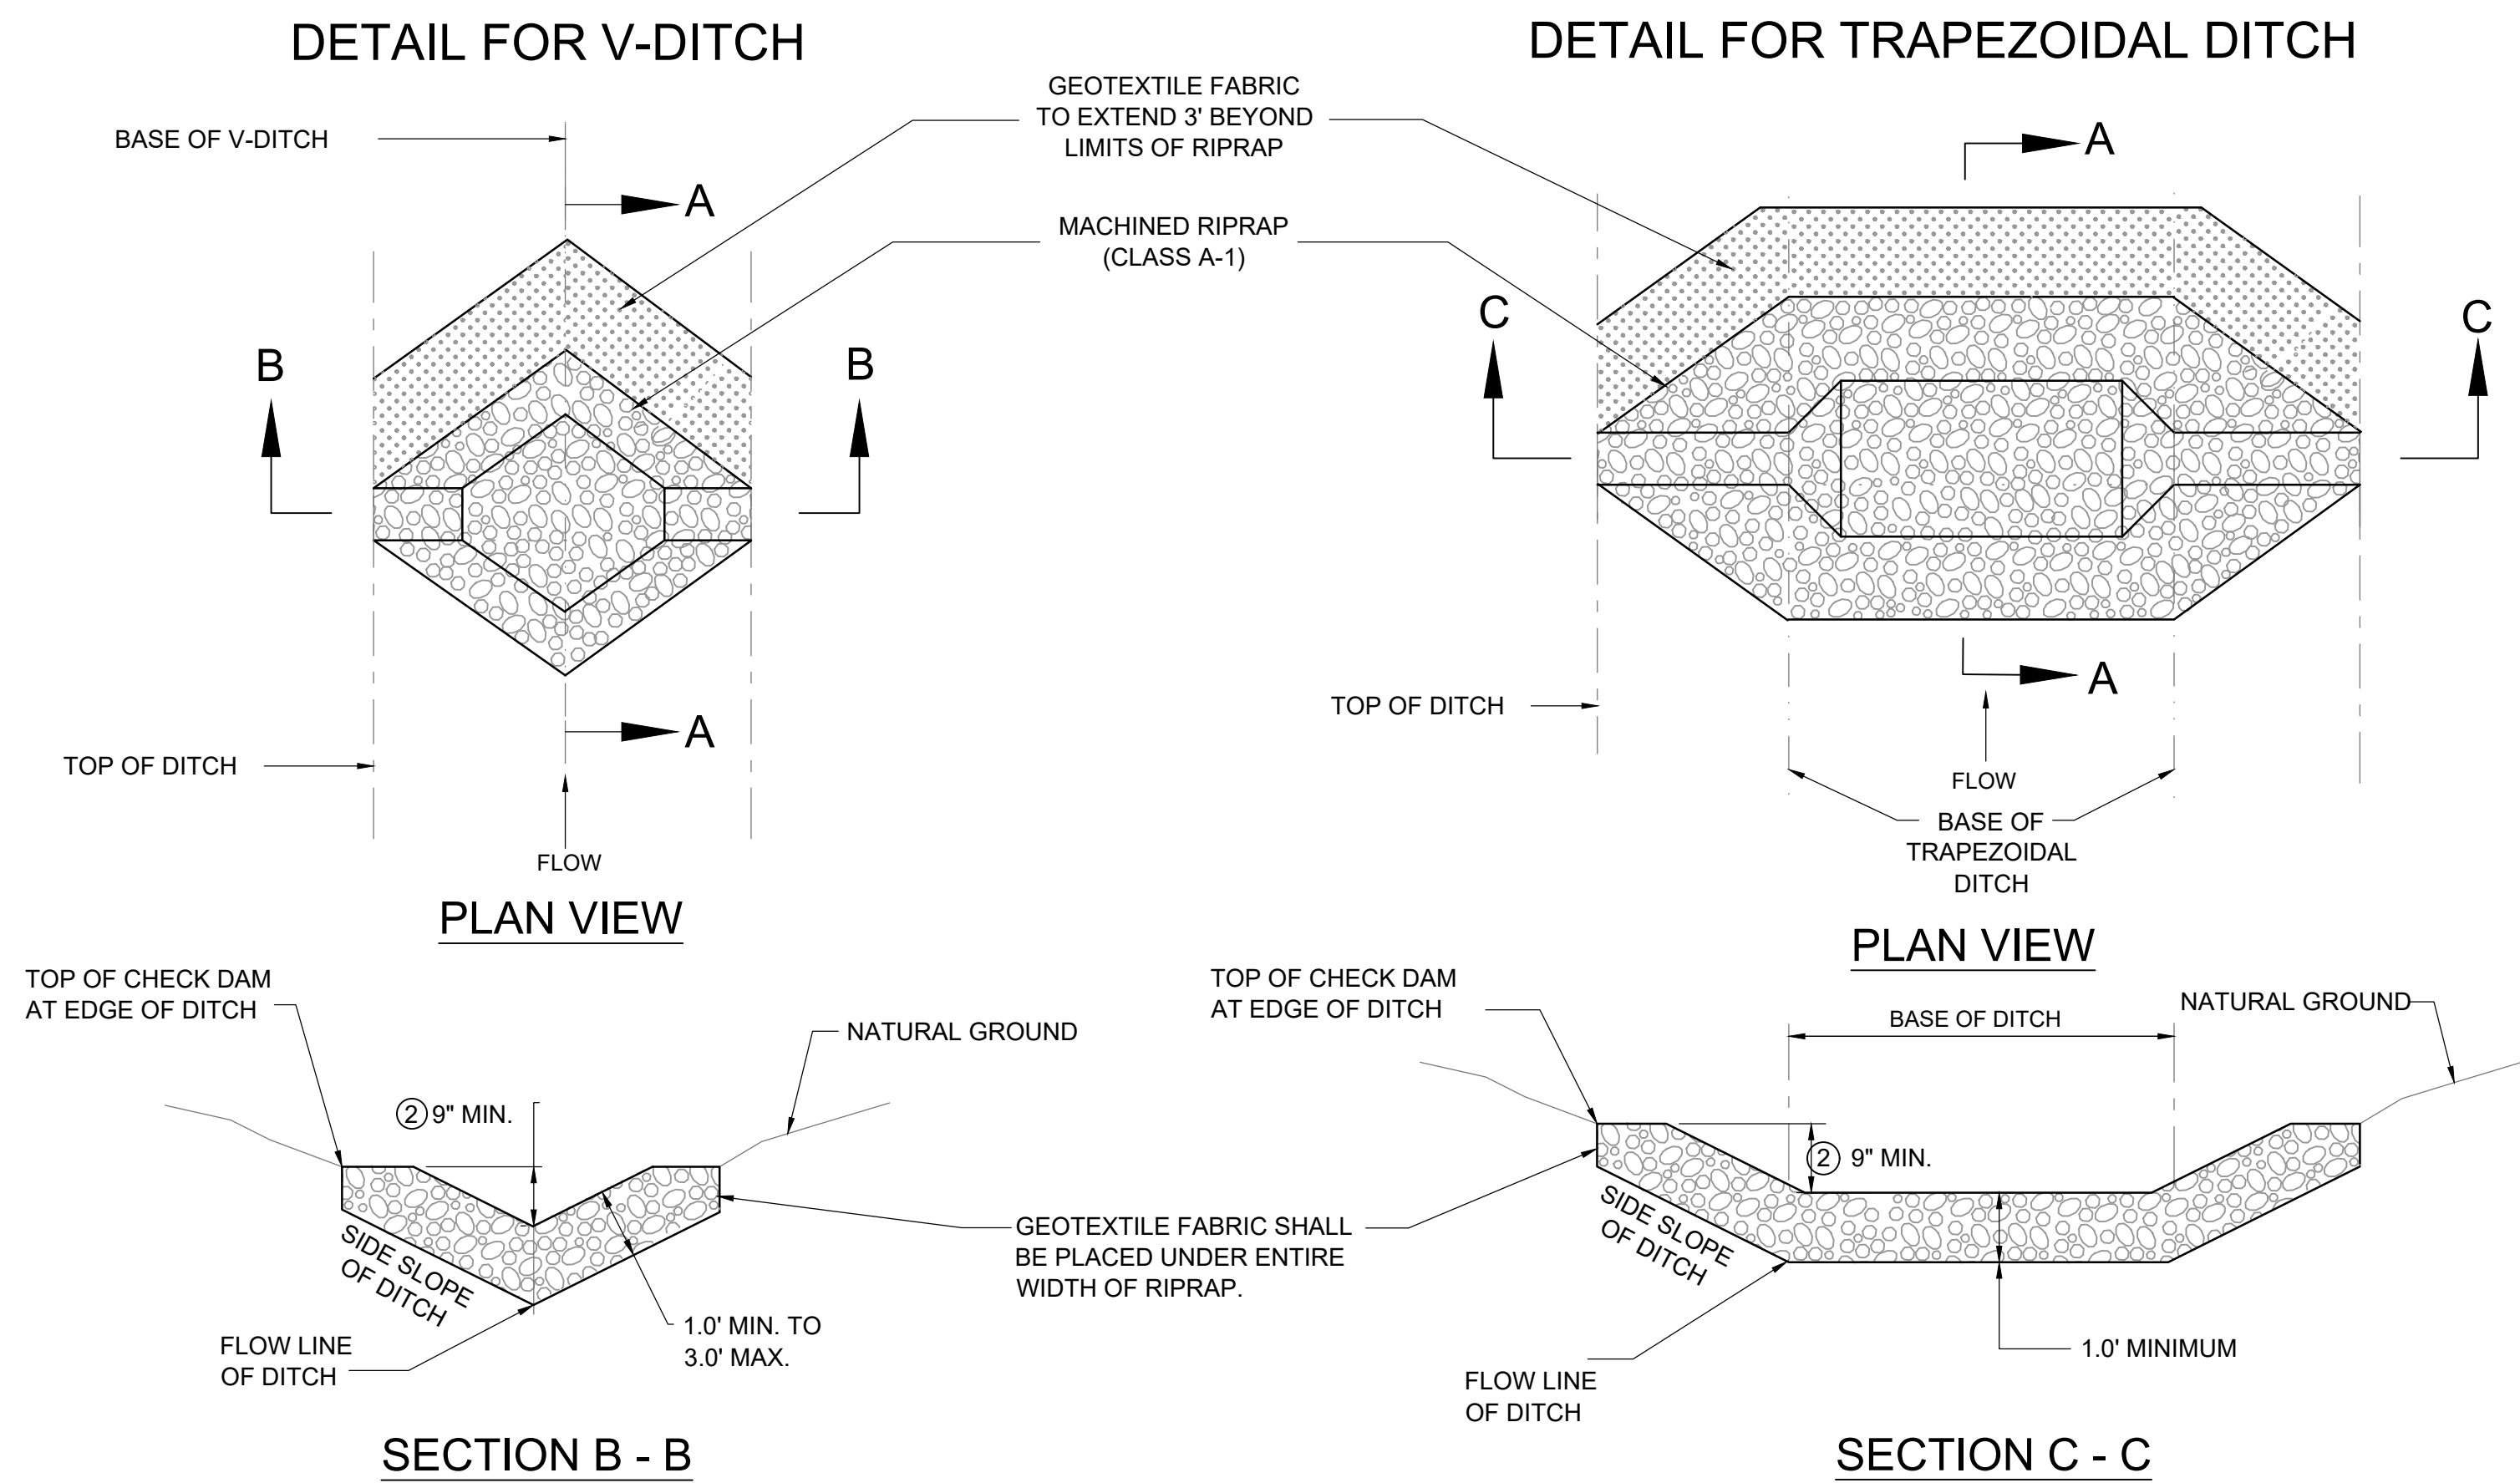 DETAIL FOR V-DITCH
DETAIL FOR TRAPEZOIDAL DITCH
BASE OF V-DITCH
GEOTEXTILE FABRIC
TO EXTEND 3' BEYOND
LIMITS OF RIPRAP
MACHINED RIPRAP
(CLASS A-1)
A
B
B
A
TOP OF DITCH
FLOW
PLAN VIEW
A
C
C
A
TOP OF DITCH
FLOW
BASE OF
TRAPEZOIDAL
DITCH
PLAN VIEW
TOP OF CHECK DAM
AT EDGE OF DITCH
NATURAL GROUND
2 9" MIN.
SIDE SLOPE
OF DITCH
FLOW LINE
OF DITCH
1.0' MIN. TO
3.0' MAX.
GEOTEXTILE FABRIC SHALL
BE PLACED UNDER ENTIRE
WIDTH OF RIPRAP.
SECTION B - B
TOP OF CHECK DAM
AT EDGE OF DITCH
BASE OF DITCH
NATURAL GROUND
2 9" MIN.
SIDE SLOPE
OF DITCH
FLOW LINE
OF DITCH
1.0' MINIMUM
SECTION C - C